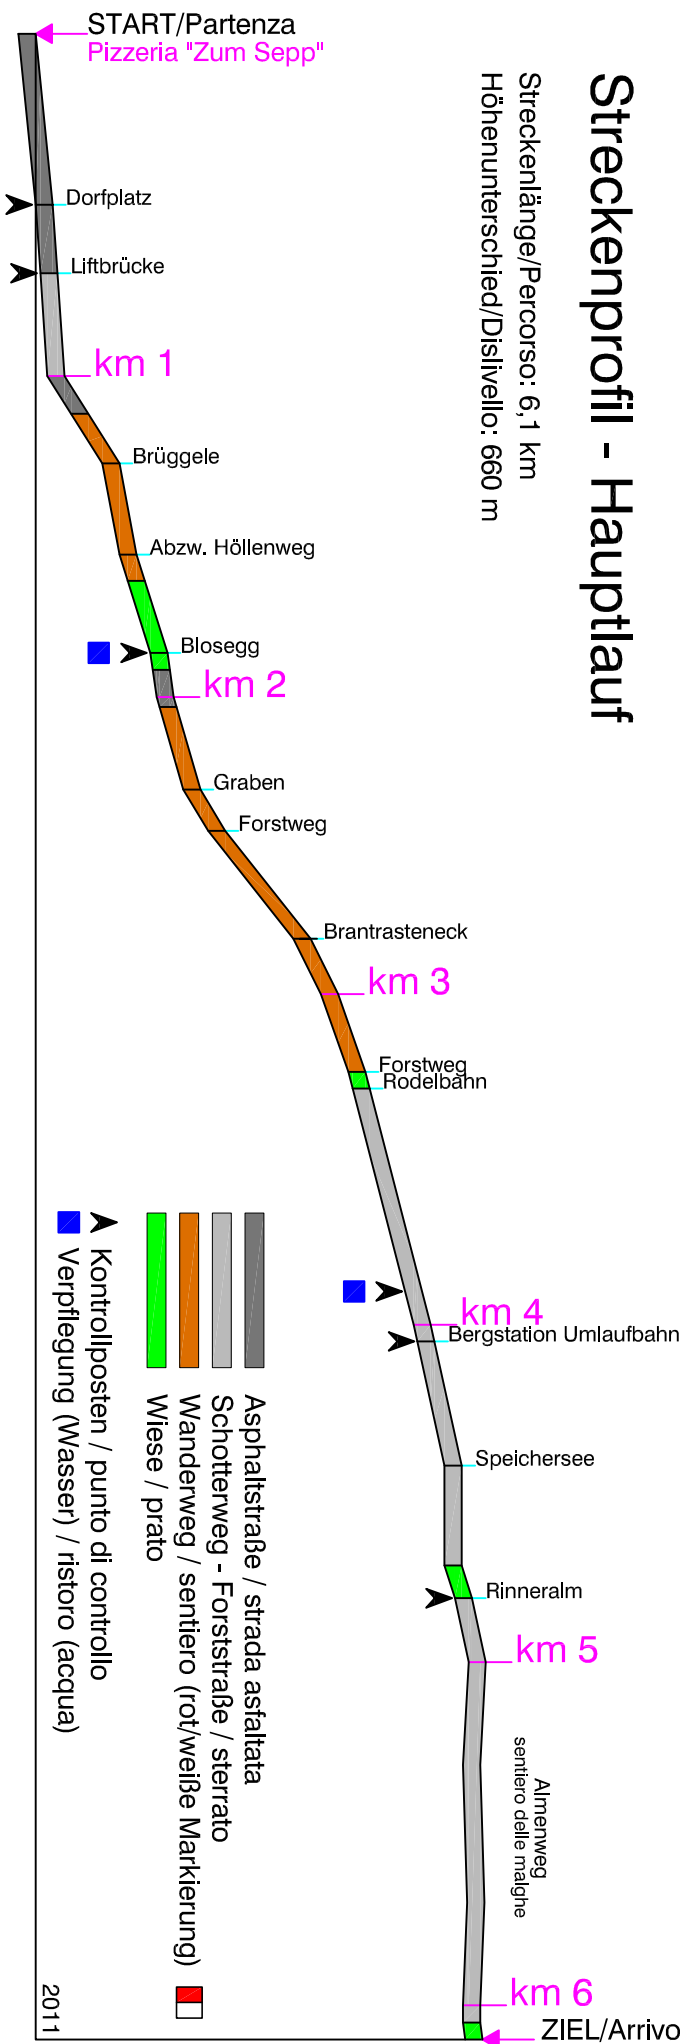 Streckenprofil - Hauptlauf
Streckenlänge/Percorso: 6,1 km
Höhenunterschied/Dislivello: 660 m
START/Partenza
Pizzeria "Zum Sepp"
Dorfplatz
Liftbrücke
km 1
Brüggele
Abzw. Höllenweg
Blosegg
km 2
Graben
Forstweg
Brantrasteneck
km 3
Forstweg
Rodelbahn
km 4
Bergstation Umlaufbahn
Speichersee
Rinneralm
km 5
Almenweg
sentiero delle malghe
km 6
ZIEL/Arrivo
Asphaltstraße / strada asfaltata
Schotterweg - Forststraße / sterrato
Wanderweg / sentiero (rot/weiße Markierung)
Wiese / prato
Kontrollposten / punto di controllo
Verpflegung (Wasser) / ristoro (acqua)
2011